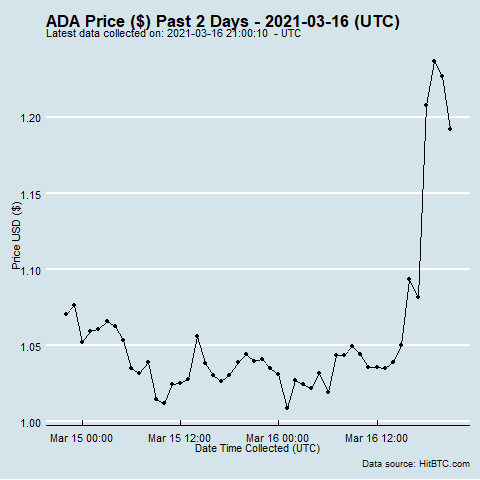 ADA Price ($) Past 2 Days - 2021-03-16 (UTC)
Latest data collected on: 2021-03-16 21:00:10  - UTC
1.20
1.15
1.10
1.05
1.00
Price USD ($)
Mar 15 00:00 Mar 15 12:00 Mar 16 00:00 Mar 16 12:00
Date Time Collected (UTC)
Data source: HitBTC.com